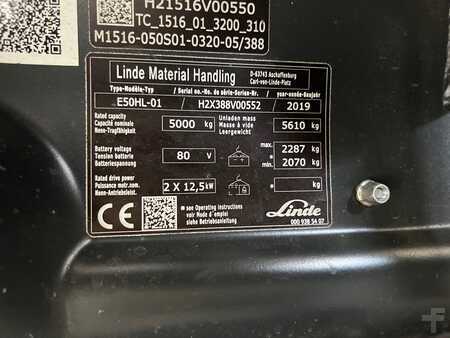 H21516V00550
TC_1516_01_3200_310
M1516-050S01-0320-05/388
Linde Material Handling
D-63743 Aschaffenburg
Carl-von-Linde-Platz
Type-Modèle-Typ / Serial no.-No. de série-Serien-Nr. / year-année-Baujahr
E50HL-01 / H2X388V00552 / 2019
Rated capacity
Capacité nominale 5000 kg
Nenn-Tragfähigkeit
Unladen mass
Masse à vide 5610 kg
Leergewicht
Battery voltage
Tension batterie 80 V
Batteriespannung
* max. 2287 kg
* min. 2070 kg
Rated drive power
Puissance motr.nom. 2 X 12,5 kW
Nenn-Antriebsleist.
* kg
CE
* see Operating instructions
voir Mode d'emploi
siehe Betriebsanleitung
Linde
000 938 54 07